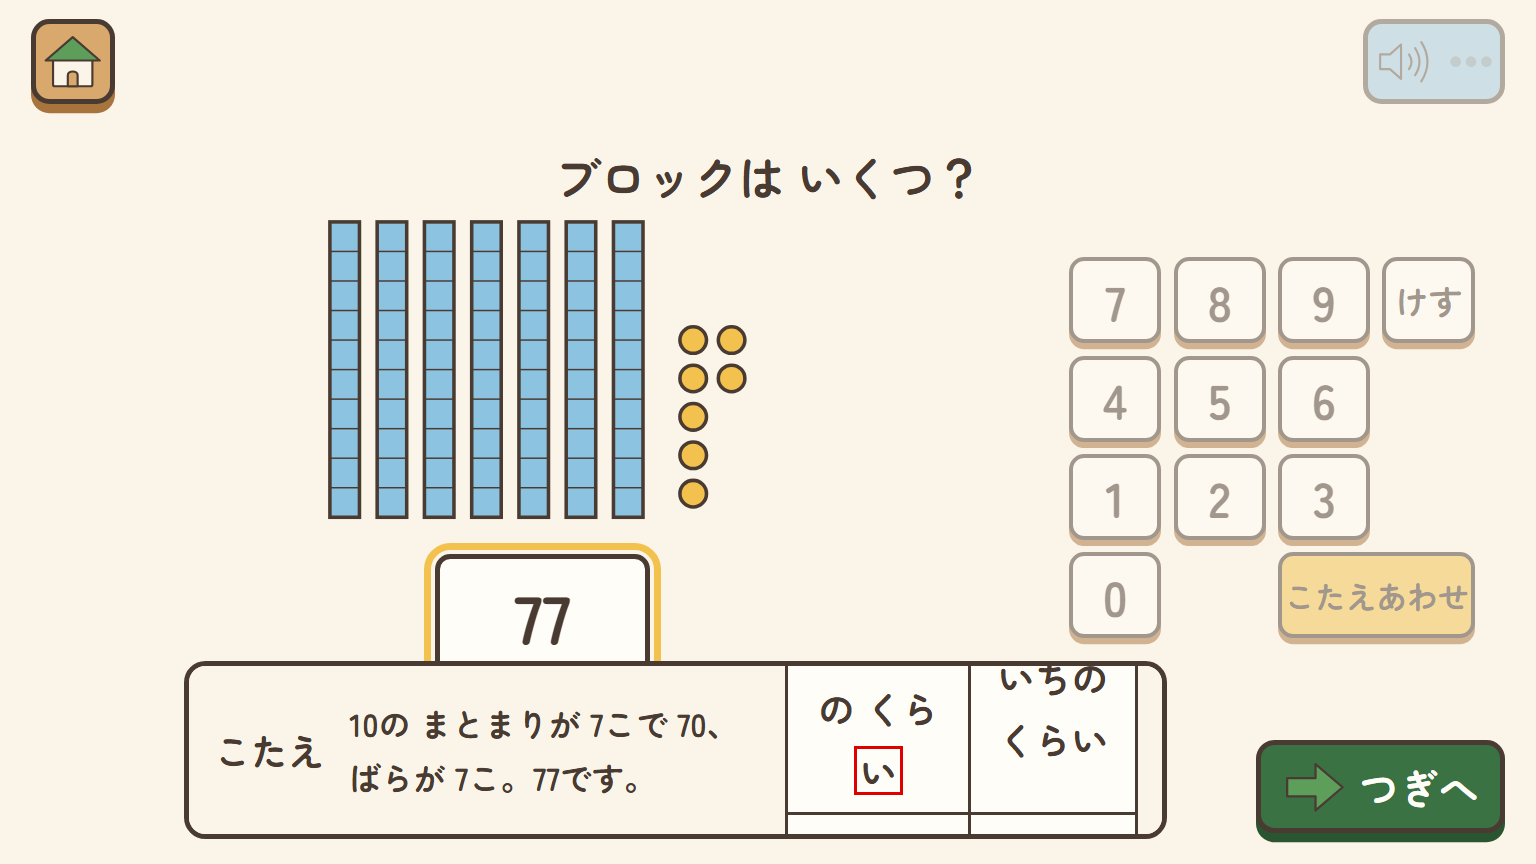 ブロックは いくつ？
7 8 9 けす
4 5 6
1 2 3
0 こたえあわせ
77
こたえ
10の まとまりが 7こで 70、
ばらが 7こ。77です。
の くら
い
いちの
くらい
つぎへ